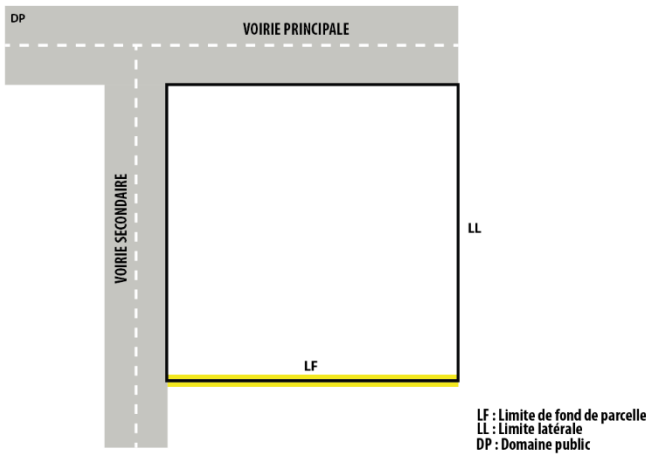 DP
VOIRIE PRINCIPALE
VOIRIE SECONDAIRE
LL
LF
LF : Limite de fond de parcelle
LL : Limite latérale
DP : Domaine public